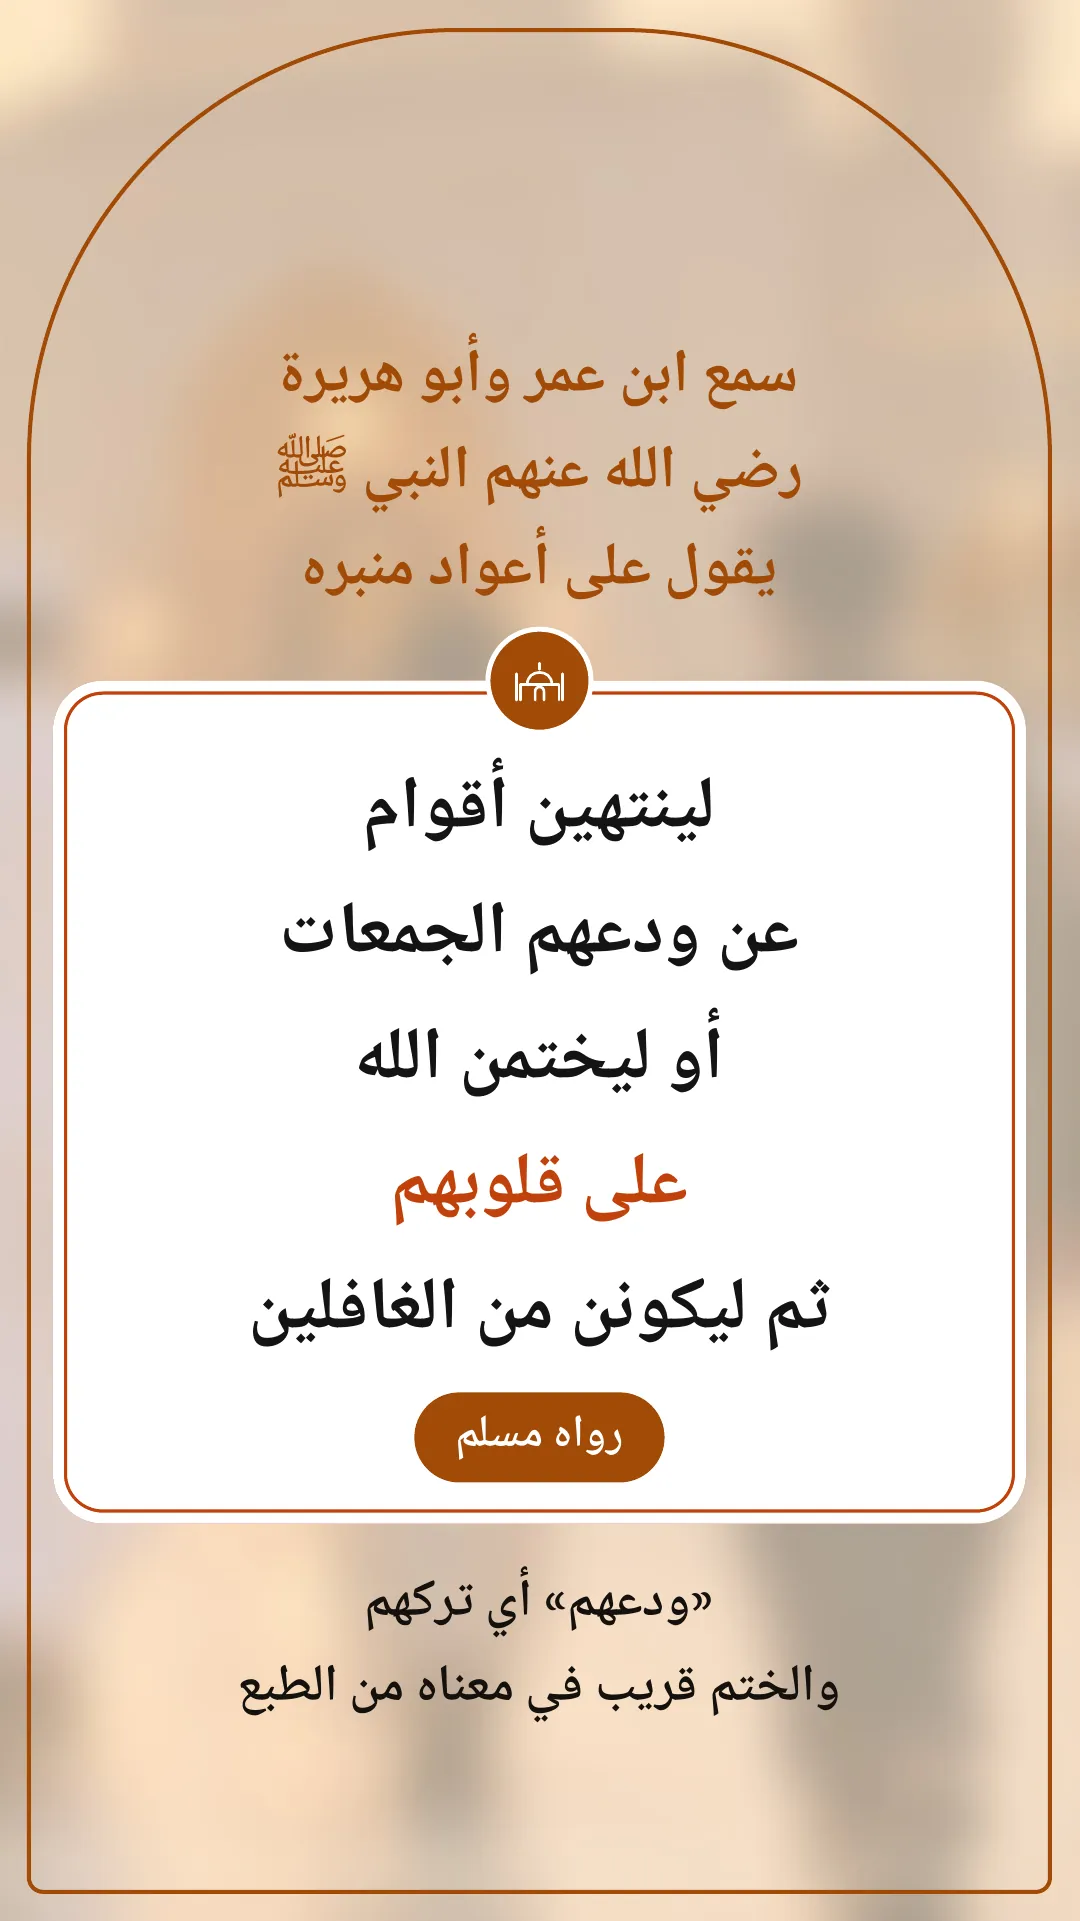 سمع ابن عمر وأبو هريرة
رضي الله عنهم النبي ﷺ
يقول على أعواد منبره
لينتهين أقوام
عن ودعهم الجمعات
أو ليختمن الله
على قلوبهم
ثم ليكونن من الغافلين
رواه مسلم
«ودعهم» أي تركهم
والختم قريب في معناه من الطبع